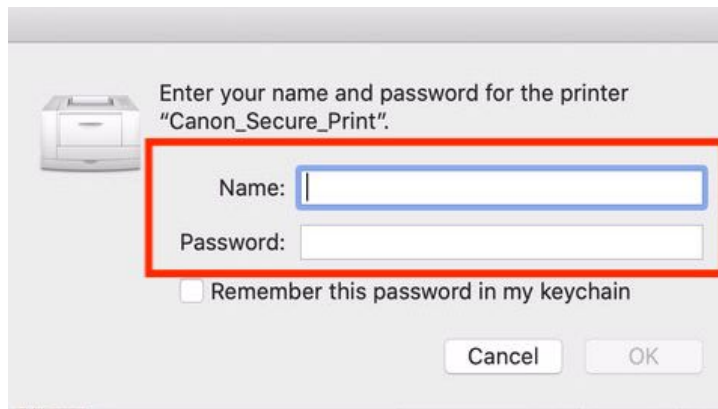 Enter your name and password for the printer
“Canon_Secure_Print”.
Name:
Password:
Remember this password in my keychain
Cancel
OK